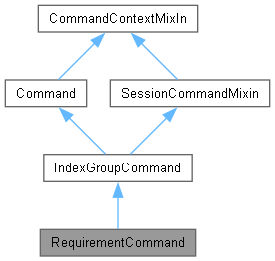 CommandContextMixIn
Command
SessionCommandMixin
IndexGroupCommand
RequirementCommand